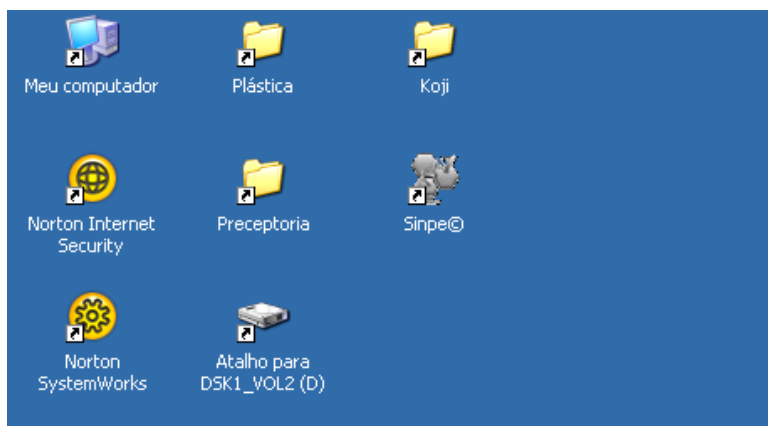 Meu computador
Plástica
Koji
Norton Internet
Security
Preceptoria
Sinpe©
Norton
SystemWorks
Atalho para
DSK1_VOL2 (D)